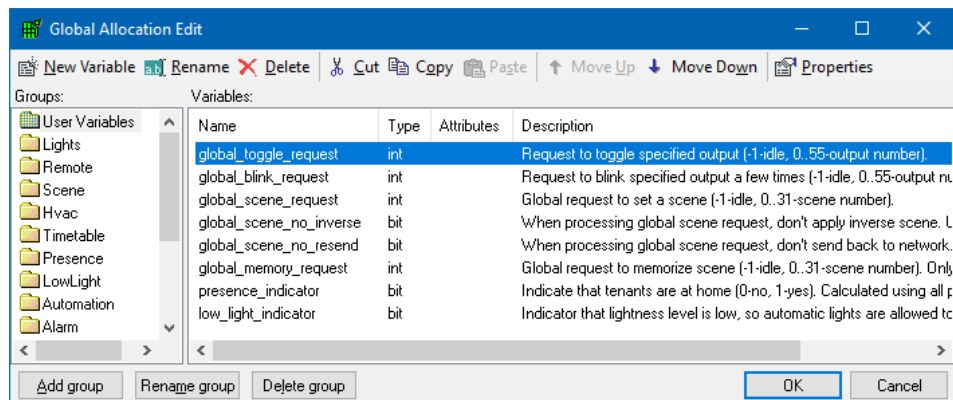 Global Allocation Edit
New Variable Rename Delete Cut Copy Paste Move Up Move Down Properties
Groups: Variables:
User Variables
Lights
Remote
Scene
Hvac
Timetable
Presence
LowLight
Automation
Alarm
Name Type Attributes Description
global_toggle_request int Request to toggle specified output (-1-idle, 0..55-output number).
global_blink_request int Request to blink specified output a few times (-1-idle, 0..55-output nu
global_scene_request int Global request to set a scene (-1-idle, 0..31-scene number).
global_scene_no_inverse bit When processing global scene request, don't apply inverse scene. U
global_scene_no_resend bit When processing global scene request, don't send back to network.
global_memory_request int Global request to memorize scene (-1-idle, 0..31-scene number). Only
presence_indicator bit Indicate that tenants are at home (0-no, 1-yes). Calculated using all p
low_light_indicator bit Indicator that lightness level is low, so automatic lights are allowed to
Add group Rename group Delete group OK Cancel